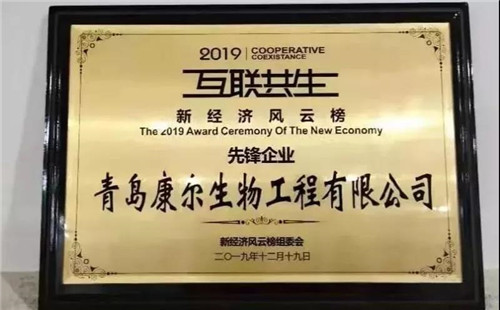 2019 COOPERATIVE COEXISTANCE
互联共生
新经济风云榜
The 2019 Award Ceremony Of The New Economy
先锋企业
青岛康尔生物工程有限公司
新经济风云榜组委会
二〇一九年十二月十九日